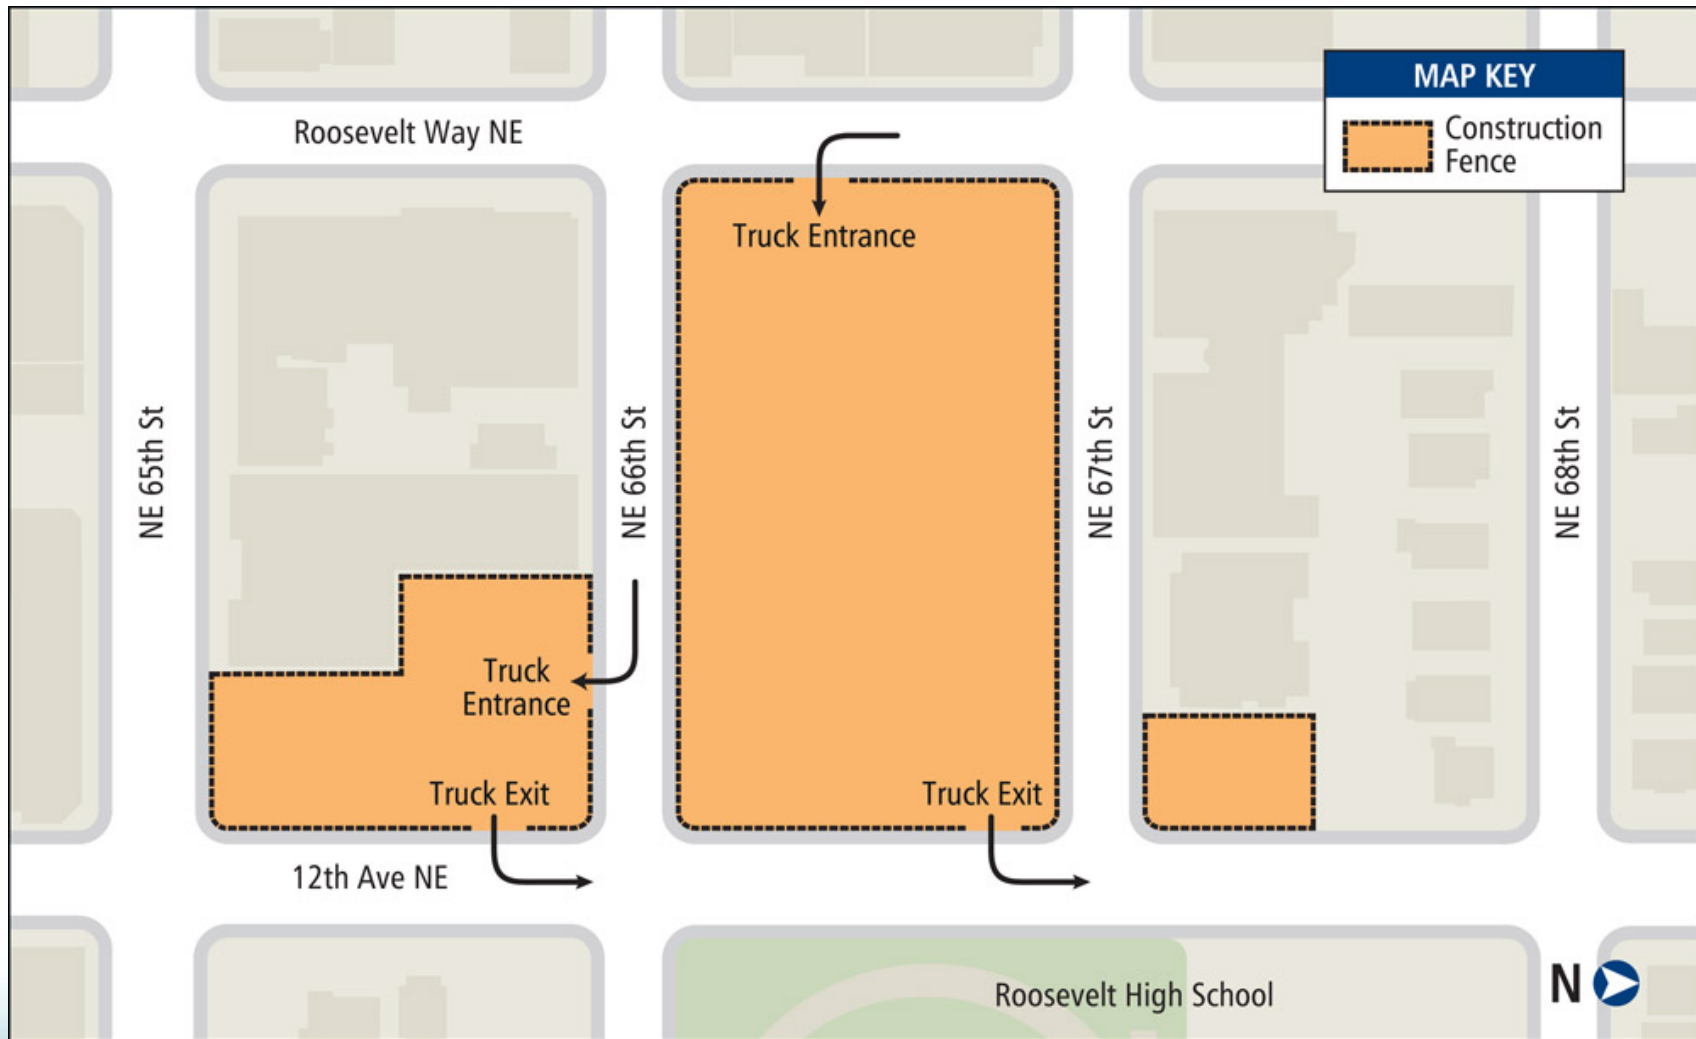 MAP KEY
Construction
Fence
Roosevelt Way NE
Truck Entrance
NE 65th St
NE 66th St
NE 67th St
NE 68th St
Truck
Entrance
Truck Exit
Truck Exit
12th Ave NE
Roosevelt High School
N